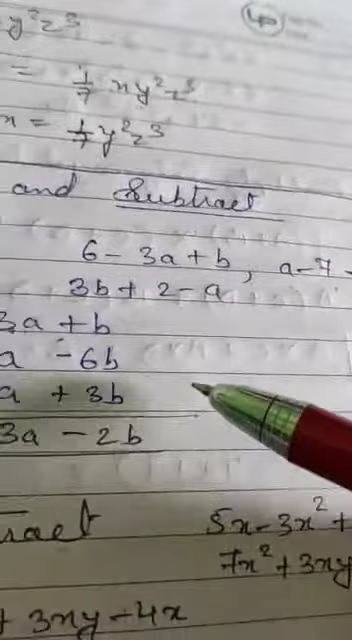 y²z³
= 1/7 xy²z³
x = 1/7 y²z³
and Subtract
6 - 3a + b, a - 7 -
3b + 2 - a
3a + b
a - 6b
a + 3b
3a - 2b
5x - 3x² +
7x² + 3xy
+ 3xy - 4x